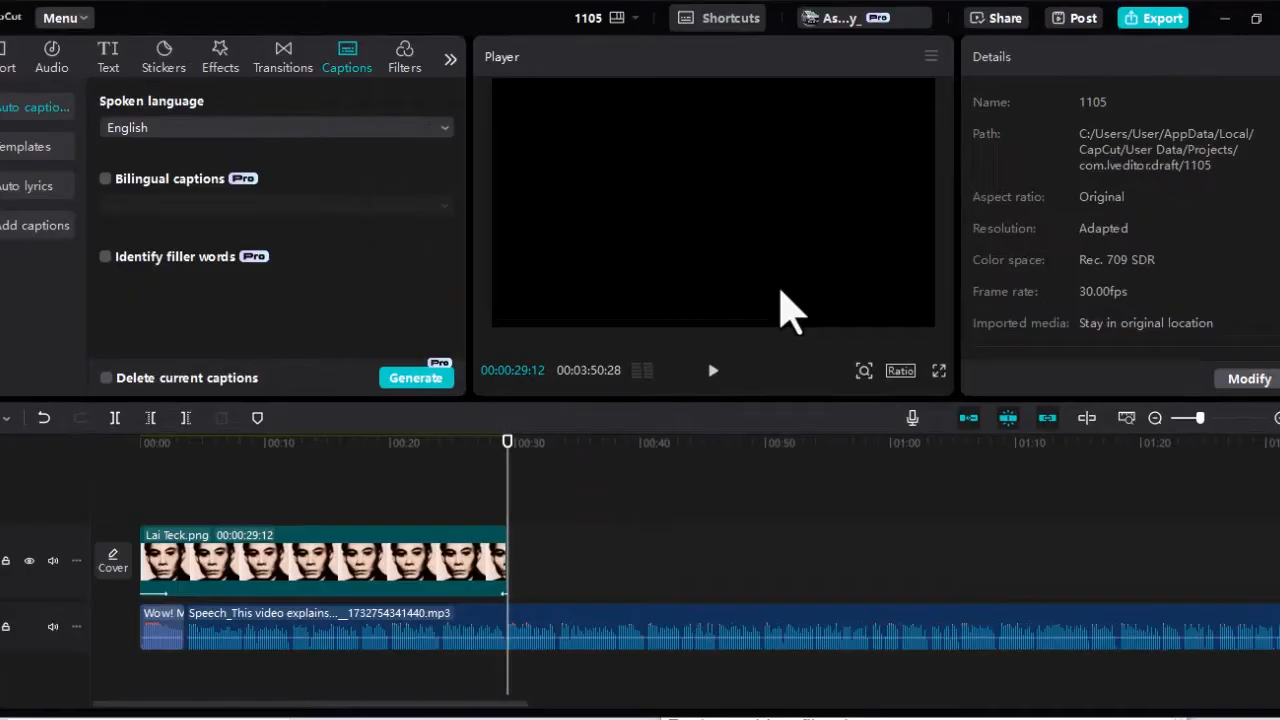 pCut
Menu
1105
Shortcuts
As...y_
Pro
Share
Post
Export
ort
Audio
Text
Stickers
Effects
Transitions
Captions
Filters
Player
Details
uto captio...
emplates
uto lyrics
dd captions
Spoken language
English
Bilingual captions Pro
Identify filler words Pro
Delete current captions
Pro
Generate
00:00:29:12
00:03:50:28
Ratio
Name:
1105
Path:
C:/Users/User/AppData/Local/
CapCut/User Data/Projects/
com.lveditor.draft/1105
Aspect ratio:
Original
Resolution:
Adapted
Color space:
Rec. 709 SDR
Frame rate:
30.00fps
Imported media:
Stay in original location
Modify
00:00
00:10
00:20
00:30
00:40
00:50
01:00
01:10
01:20
Cover
Lai Teck.png 00:00:29:12
Wow! M
Speech_This video explains...__1732754341440.mp3